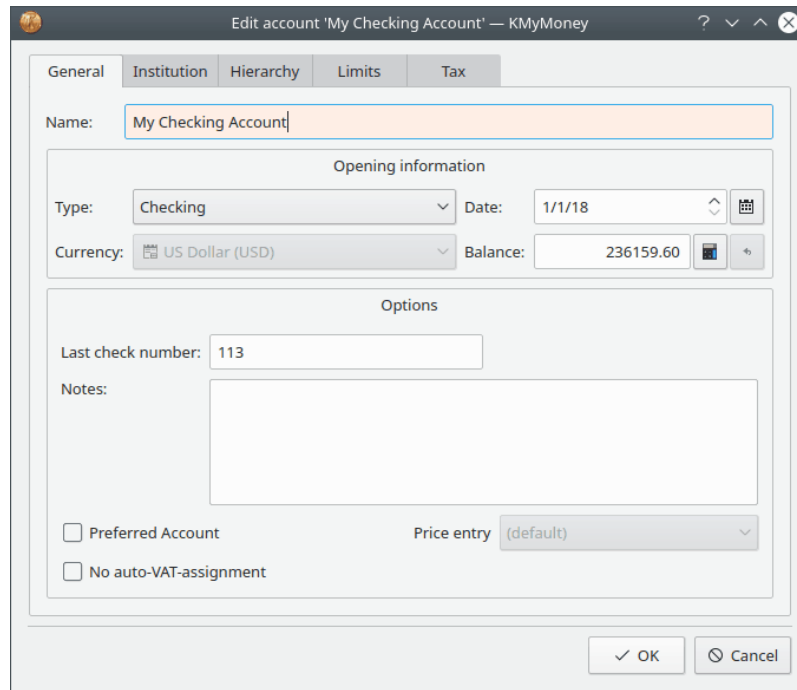 Edit account 'My Checking Account' — KMyMoney
General Institution Hierarchy Limits Tax
Name: My Checking Account
Opening information
Type: Checking Date: 1/1/18
Currency: US Dollar (USD) Balance: 236159.60
Options
Last check number: 113
Notes:
Preferred Account Price entry (default)
No auto-VAT-assignment
OK Cancel